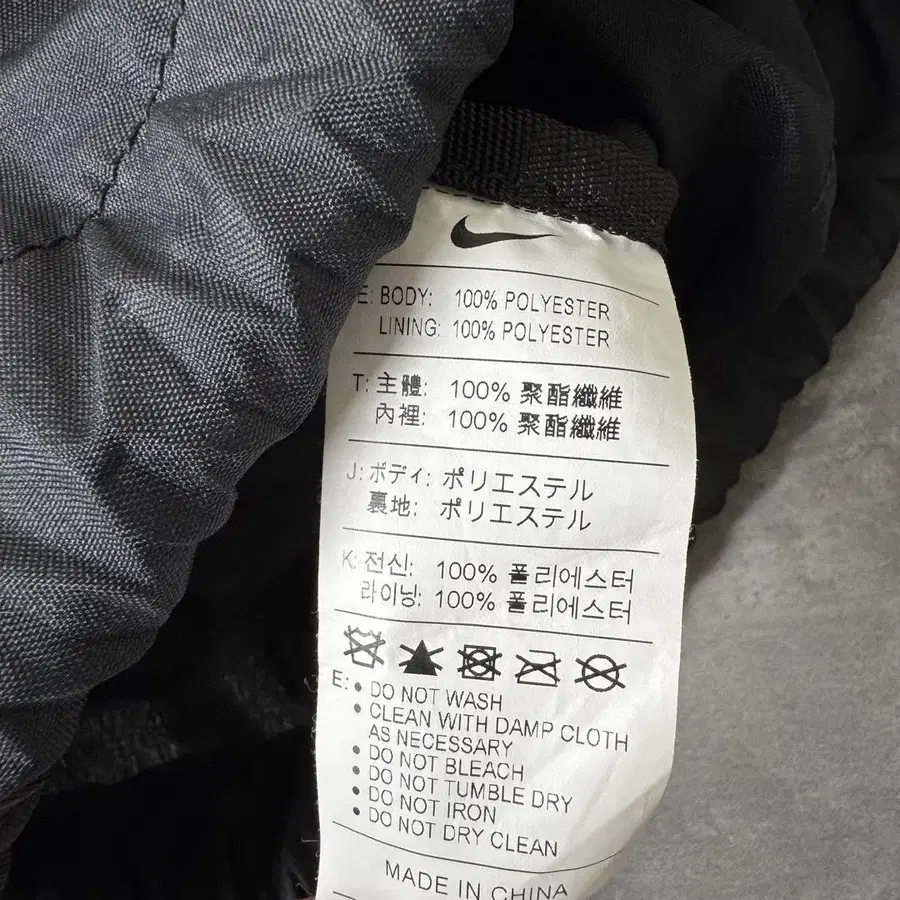 E: BODY: 100% POLYESTER
LINING: 100% POLYESTER
T: 主體: 100% 聚酯纖維
內裡: 100% 聚酯纖維
J: ボディ: ポリエステル
裏地: ポリエステル
K: 전신: 100% 폴리에스터
라이닝: 100% 폴리에스터
E: • DO NOT WASH
• CLEAN WITH DAMP CLOTH
AS NECESSARY
• DO NOT BLEACH
• DO NOT TUMBLE DRY
• DO NOT IRON
• DO NOT DRY CLEAN
MADE IN CHINA